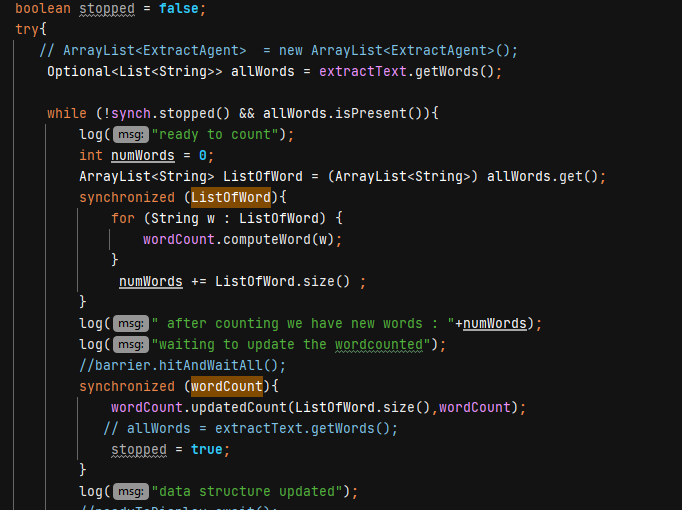 boolean stopped = false;
try{
// ArrayList<ExtractAgent>  = new ArrayList<ExtractAgent>();
Optional<List<String>> allWords = extractText.getWords();
while (!synch.stopped() && allWords.isPresent()){
log( msg: "ready to count");
int numWords = 0;
ArrayList<String> ListOfWord = (ArrayList<String>) allWords.get();
synchronized (ListOfWord){
for (String w : ListOfWord) {
wordCount.computeWord(w);
}
numWords += ListOfWord.size() ;
}
log( msg: " after counting we have new words : "+numWords);
log( msg: "waiting to update the wordcounted");
//barrier.hitAndWaitAll();
synchronized (wordCount){
wordCount.updatedCount(ListOfWord.size(),wordCount);
// allWords = extractText.getWords();
stopped = true;
}
log( msg: "data structure updated");
//readyToDisplay.await();